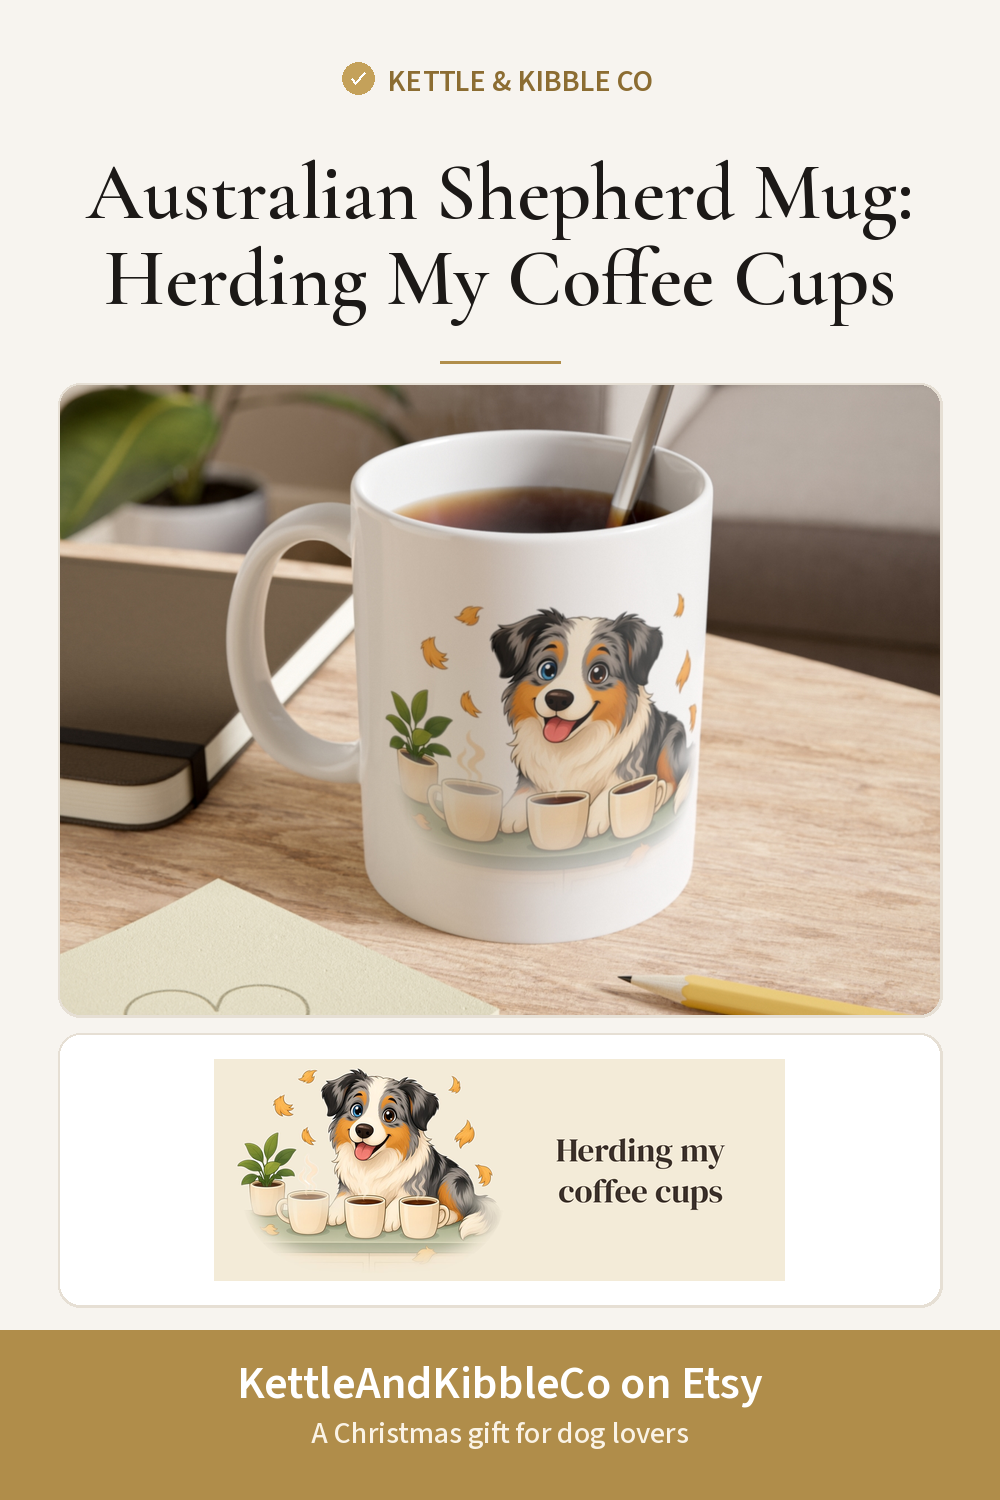 KETTLE & KIBBLE CO
Australian Shepherd Mug:
Herding My Coffee Cups
Herding my
coffee cups
KettleAndKibbleCo on Etsy
A Christmas gift for dog lovers